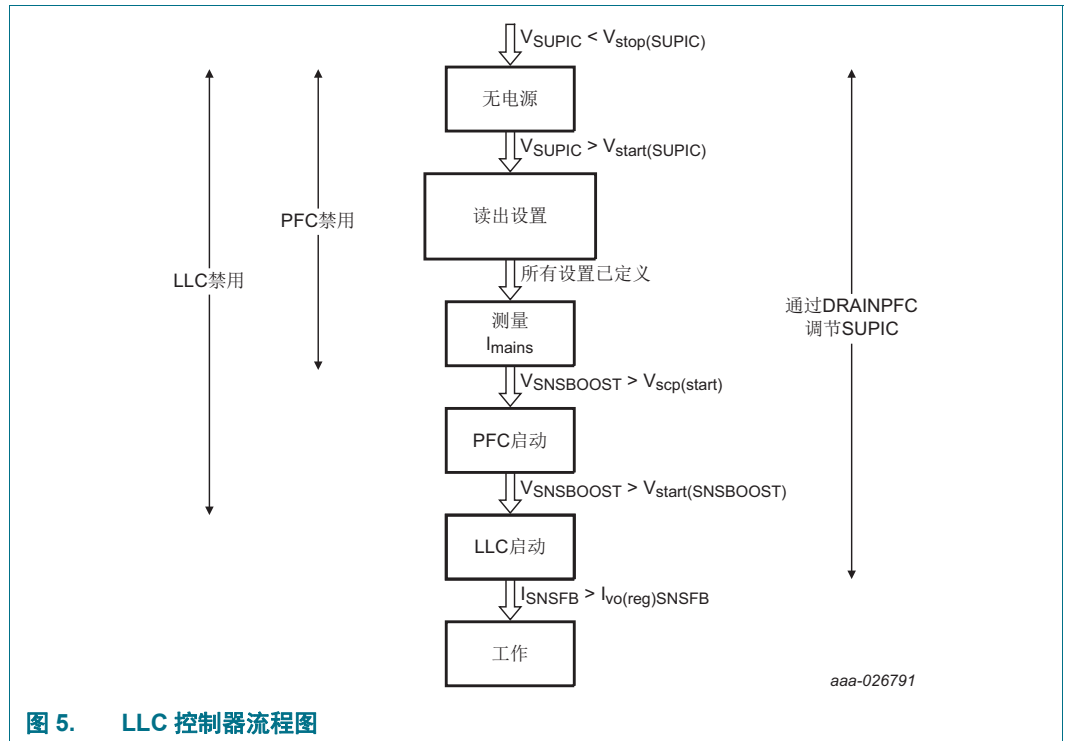 VSUPIC < Vstop(SUPIC)
无电源
VSUPIC > Vstart(SUPIC)
读出设置
PFC禁用
LLC禁用
所有设置已定义
测量
Imains
通过DRAINPFC
调节SUPIC
VSNSBOOST > Vscp(start)
PFC启动
VSNSBOOST > Vstart(SNSBOOST)
LLC启动
ISNSFB > Ivo(reg)SNSFB
工作
aaa-026791
图 5. LLC 控制器流程图